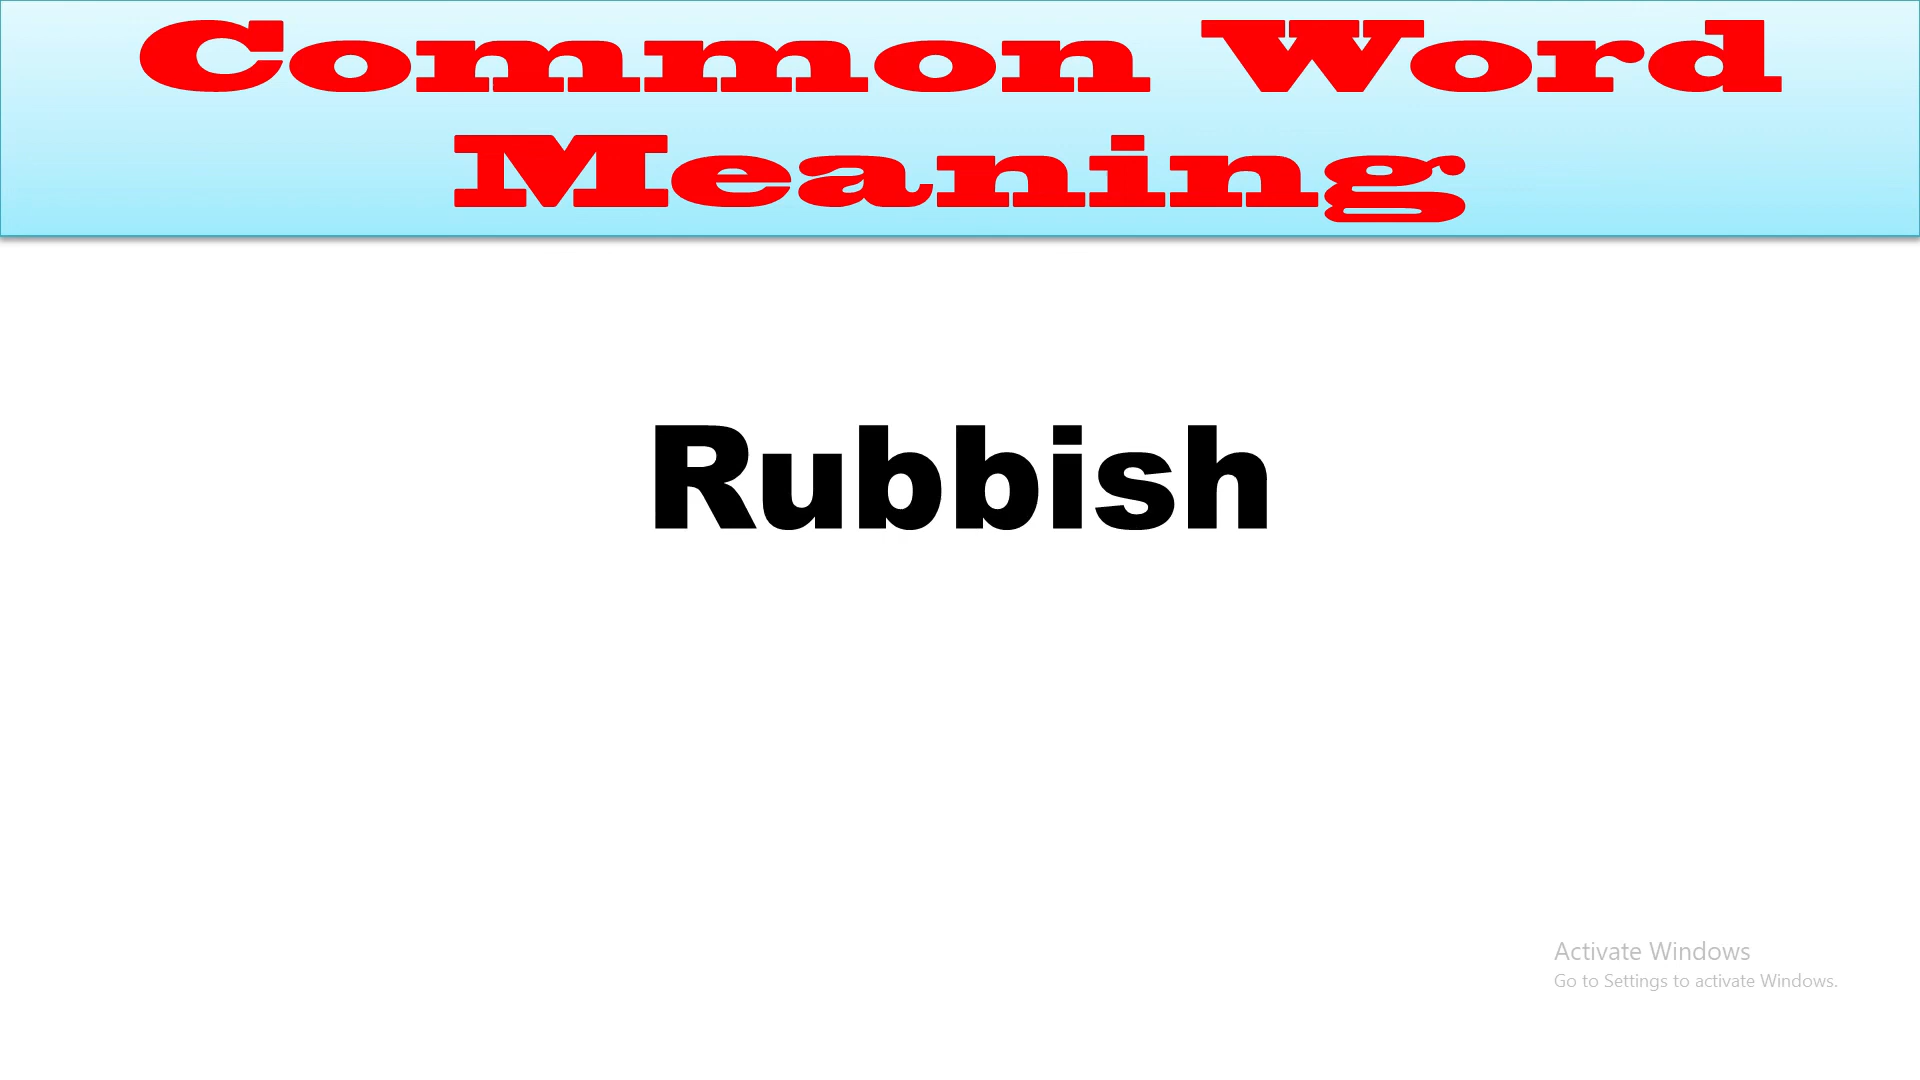 Common Word
Meaning
Rubbish
Activate Windows
Go to Settings to activate Windows.